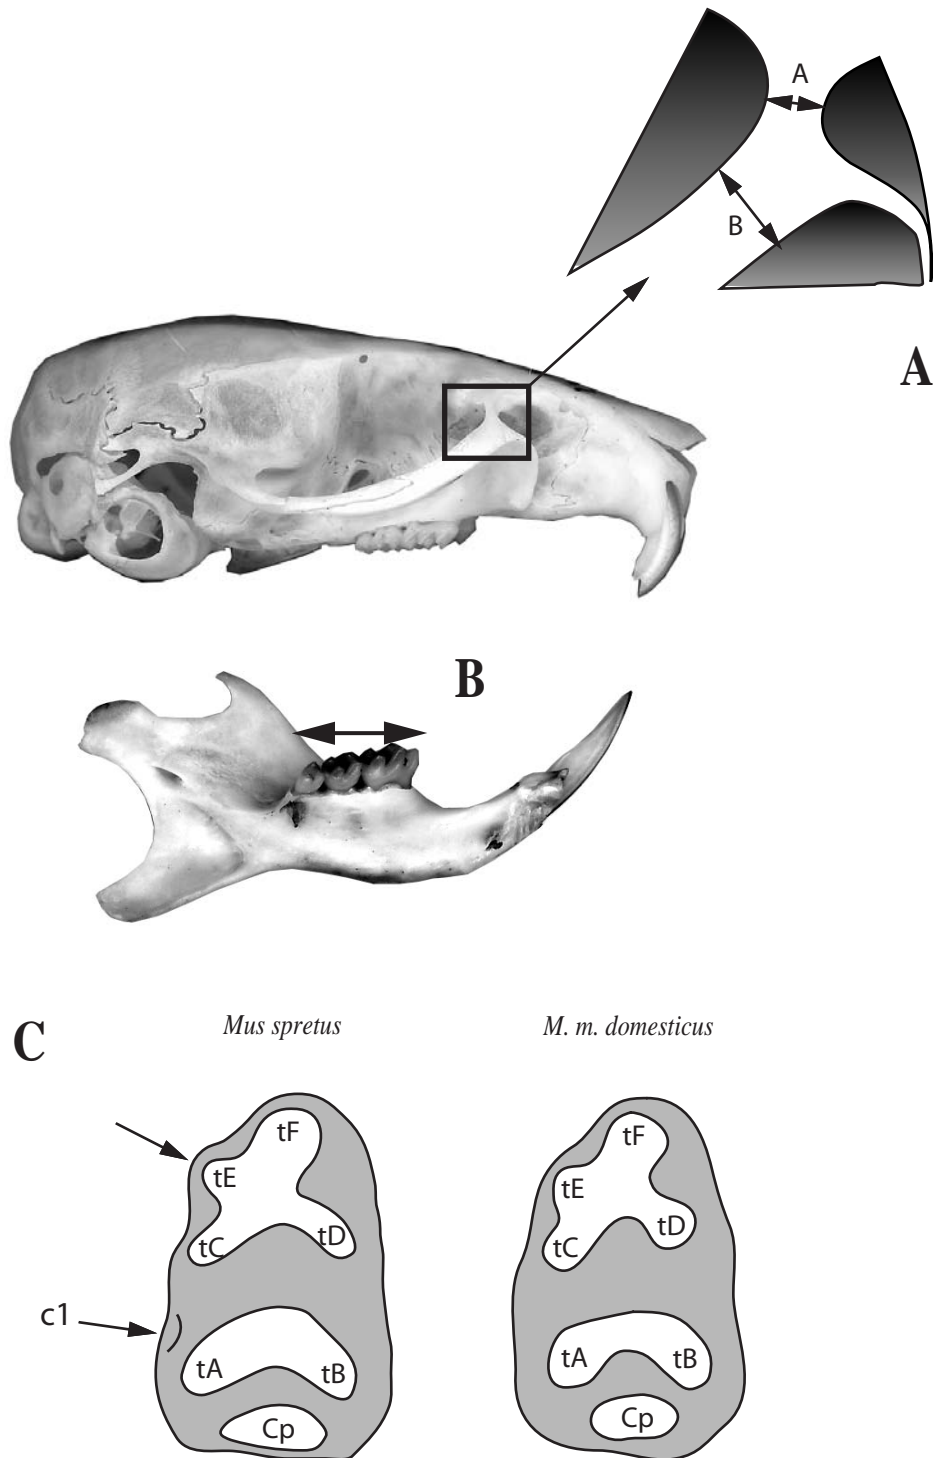 A
B
A
B
C
Mus spretus
M. m. domesticus
tF
tE
tD
tC
c1
tA
tB
Cp
tF
tE
tD
tC
tA
tB
Cp